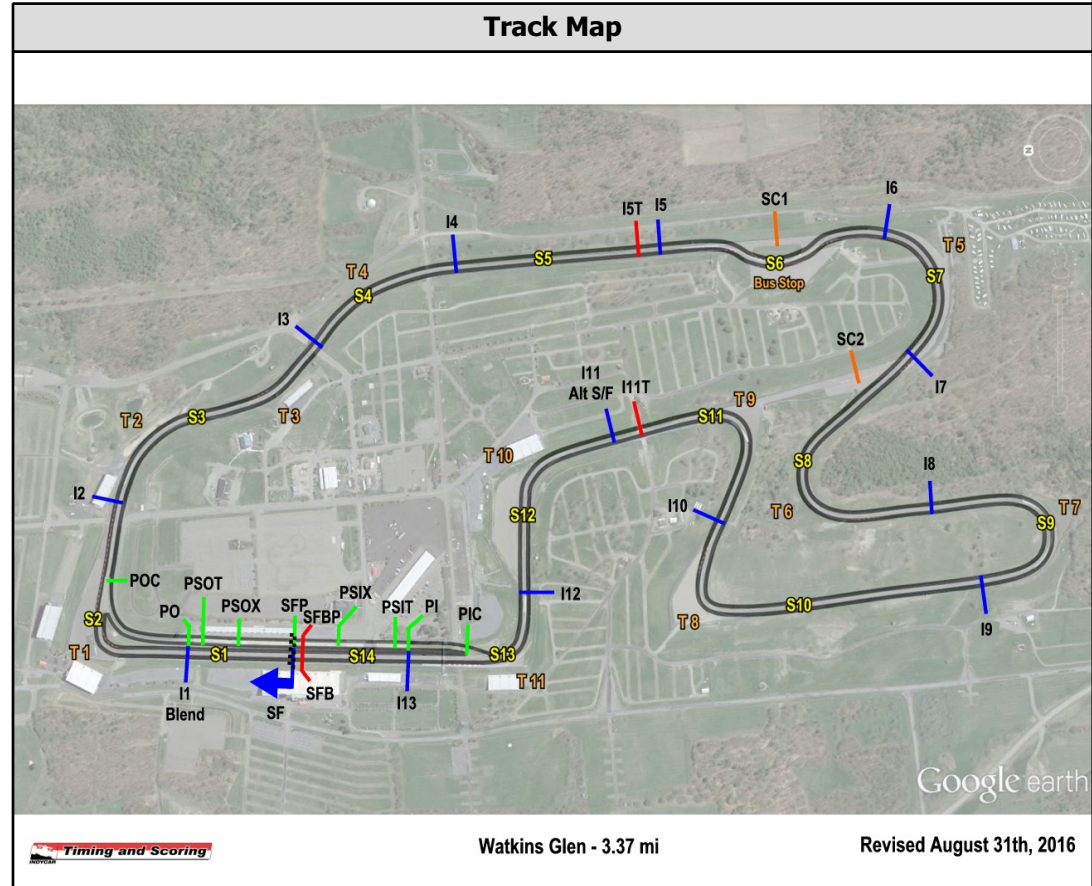 Track Map
I6
SC1
I5T
I5
I4
T 5
S5
S6
Bus Stop
S7
T 4
S4
I3
SC2
I7
I11
Alt S/F
I11T
T 9
S11
T 2
S3
T 3
T 10
S8
I8
I2
S12
I10
T 6
T 7
S9
POC
PSOT
PO
PSOX
SFP
SFBP
PSIX
PSIT
PI
PIC
I12
S10
I9
T 8
S2
T 1
S1
S14
S13
T 11
I1
Blend
SF
SFB
I13
N
Google earth
INDYCAR
Timing and Scoring
Watkins Glen - 3.37 mi
Revised August 31th, 2016